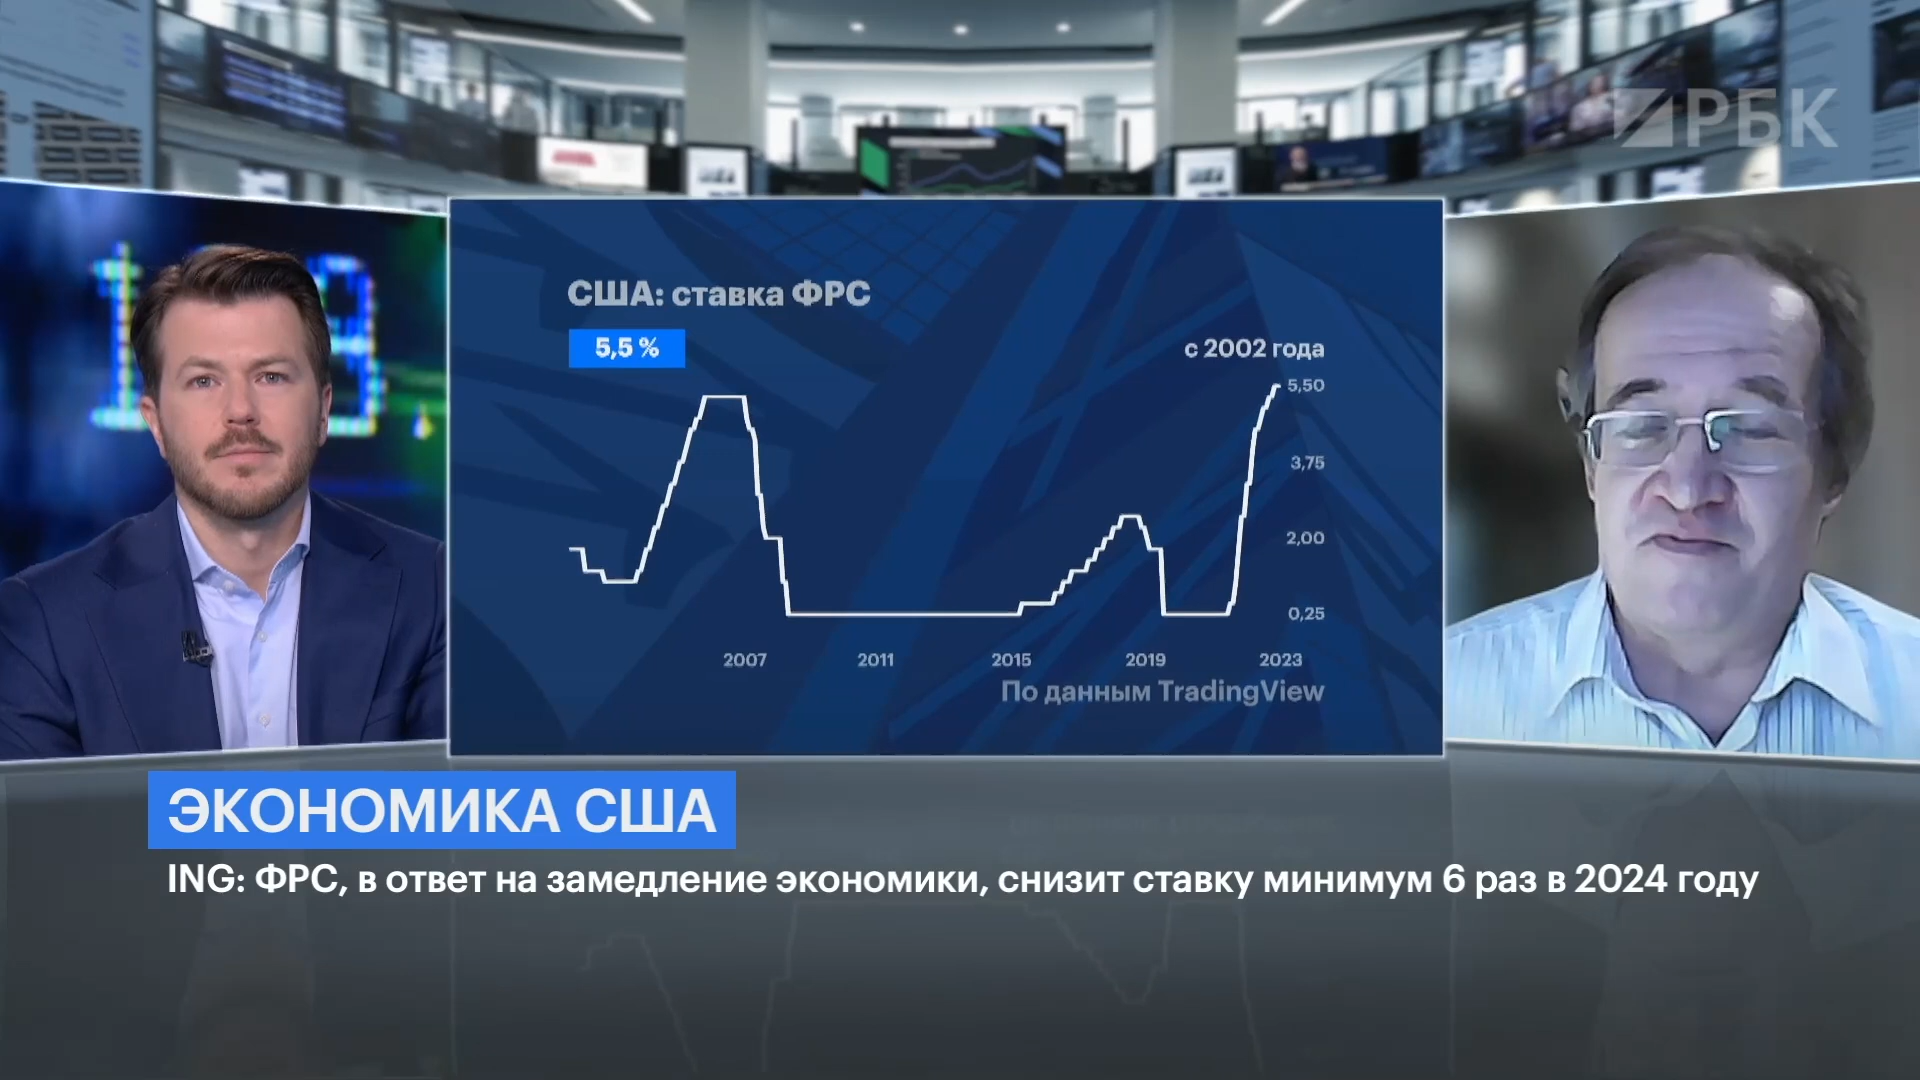 РБК
США: ставка ФРС
5,5 %
с 2002 года
5,50
3,75
2,00
0,25
2007 2011 2015 2019 2023
По данным TradingView
ЭКОНОМИКА США
ING: ФРС, в ответ на замедление экономики, снизит ставку минимум 6 раз в 2024 году